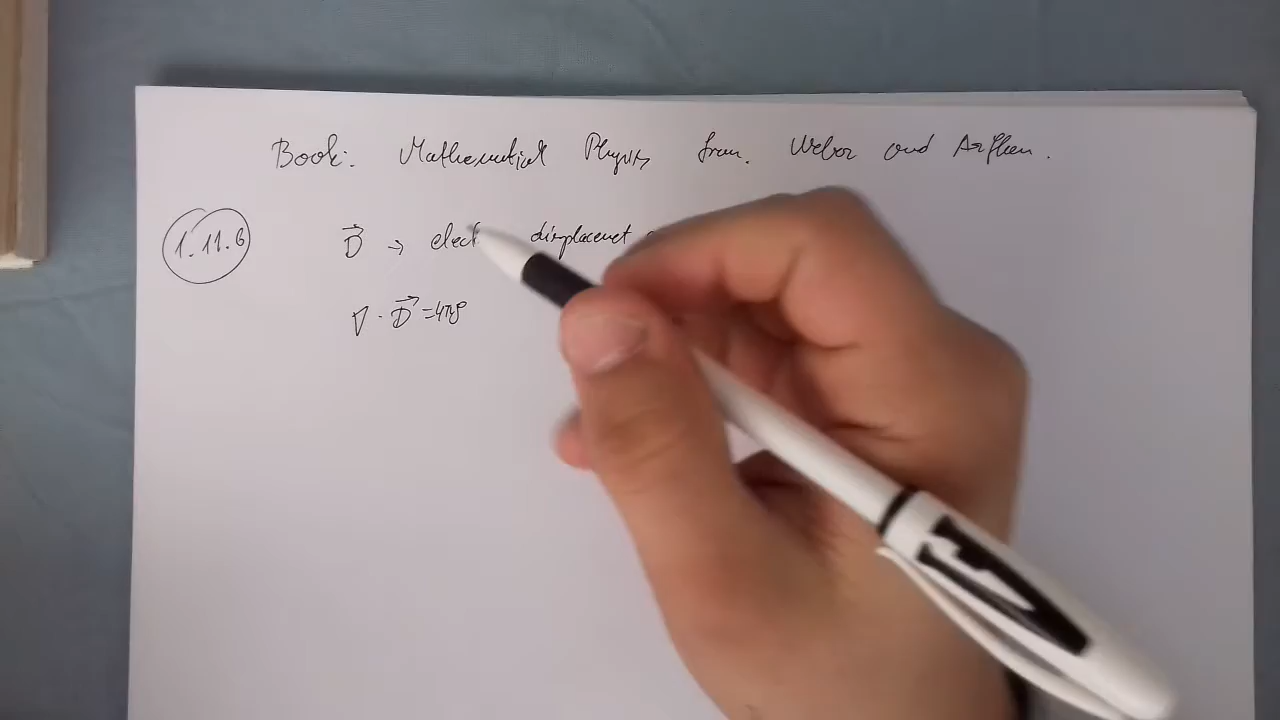 Book: Mathematical Physics from Weber and Arfken.
1.11.6 D⃗ → elect displacement
∇ · D⃗ = 4πρ